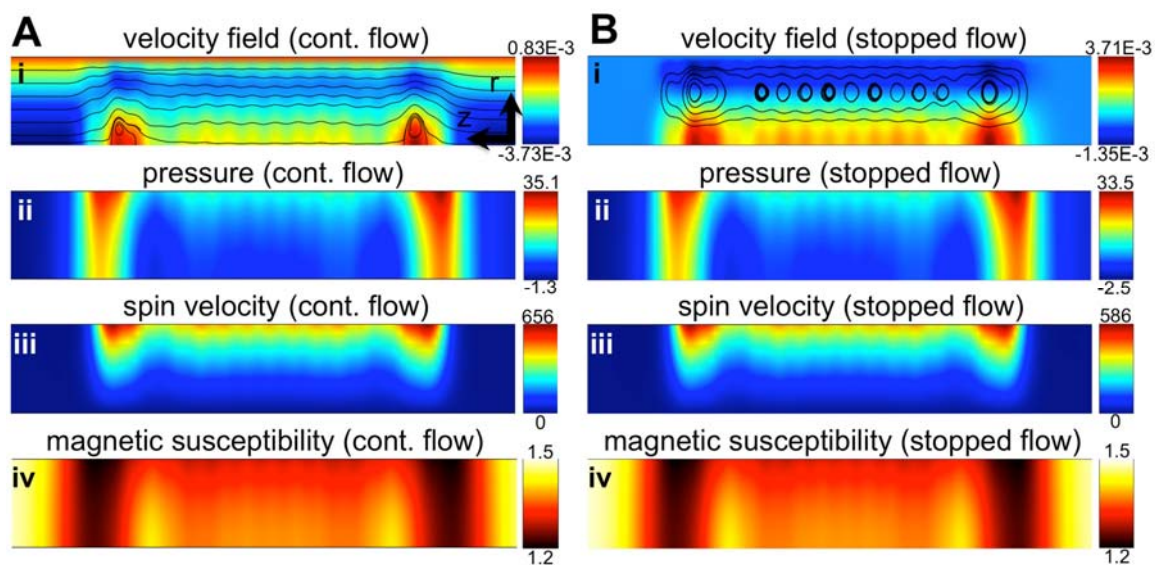 A
velocity field (cont. flow)
0.83E-3
i
r
z
-3.73E-3
pressure (cont. flow)
35.1
ii
-1.3
spin velocity (cont. flow)
656
iii
0
magnetic susceptibility (cont. flow)
1.5
iv
1.2
B
velocity field (stopped flow)
3.71E-3
i
-1.35E-3
pressure (stopped flow)
33.5
ii
-2.5
spin velocity (stopped flow)
586
iii
0
magnetic susceptibility (stopped flow)
1.5
iv
1.2